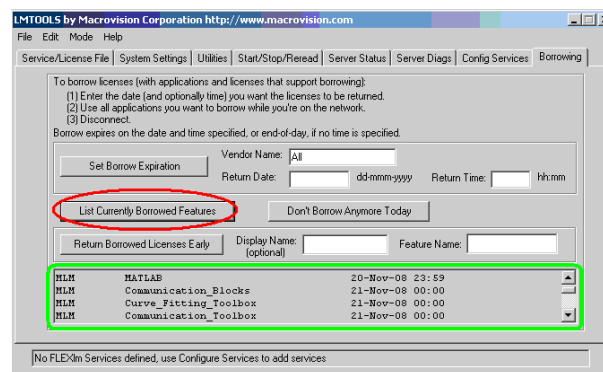 LMTOOLS by Macrovision Corporation http://www.macrovision.com
File Edit Mode Help
Service/License File System Settings Utilities Start/Stop/Reread Server Status Server Diags Config Services Borrowing
To borrow licenses (with applications and licenses that support borrowing):
(1) Enter the date (and optionally time) you want the licenses to be returned.
(2) Use all applications you want to borrow while you're on the network.
(3) Disconnect.
Borrow expires on the date and time specified, or end-of-day, if no time is specified.
Set Borrow Expiration Vendor Name: All
Return Date: dd-mmm-yyyy Return Time: hh:mm
List Currently Borrowed Features Don't Borrow Anymore Today
Return Borrowed Licenses Early Display Name: (optional) Feature Name:
MLM MATLAB 20-Nov-08 23:59
MLM Communication_Blocks 21-Nov-08 00:00
MLM Curve_Fitting_Toolbox 21-Nov-08 00:00
MLM Communication_Toolbox 21-Nov-08 00:00
No FLEXlm Services defined, use Configure Services to add services